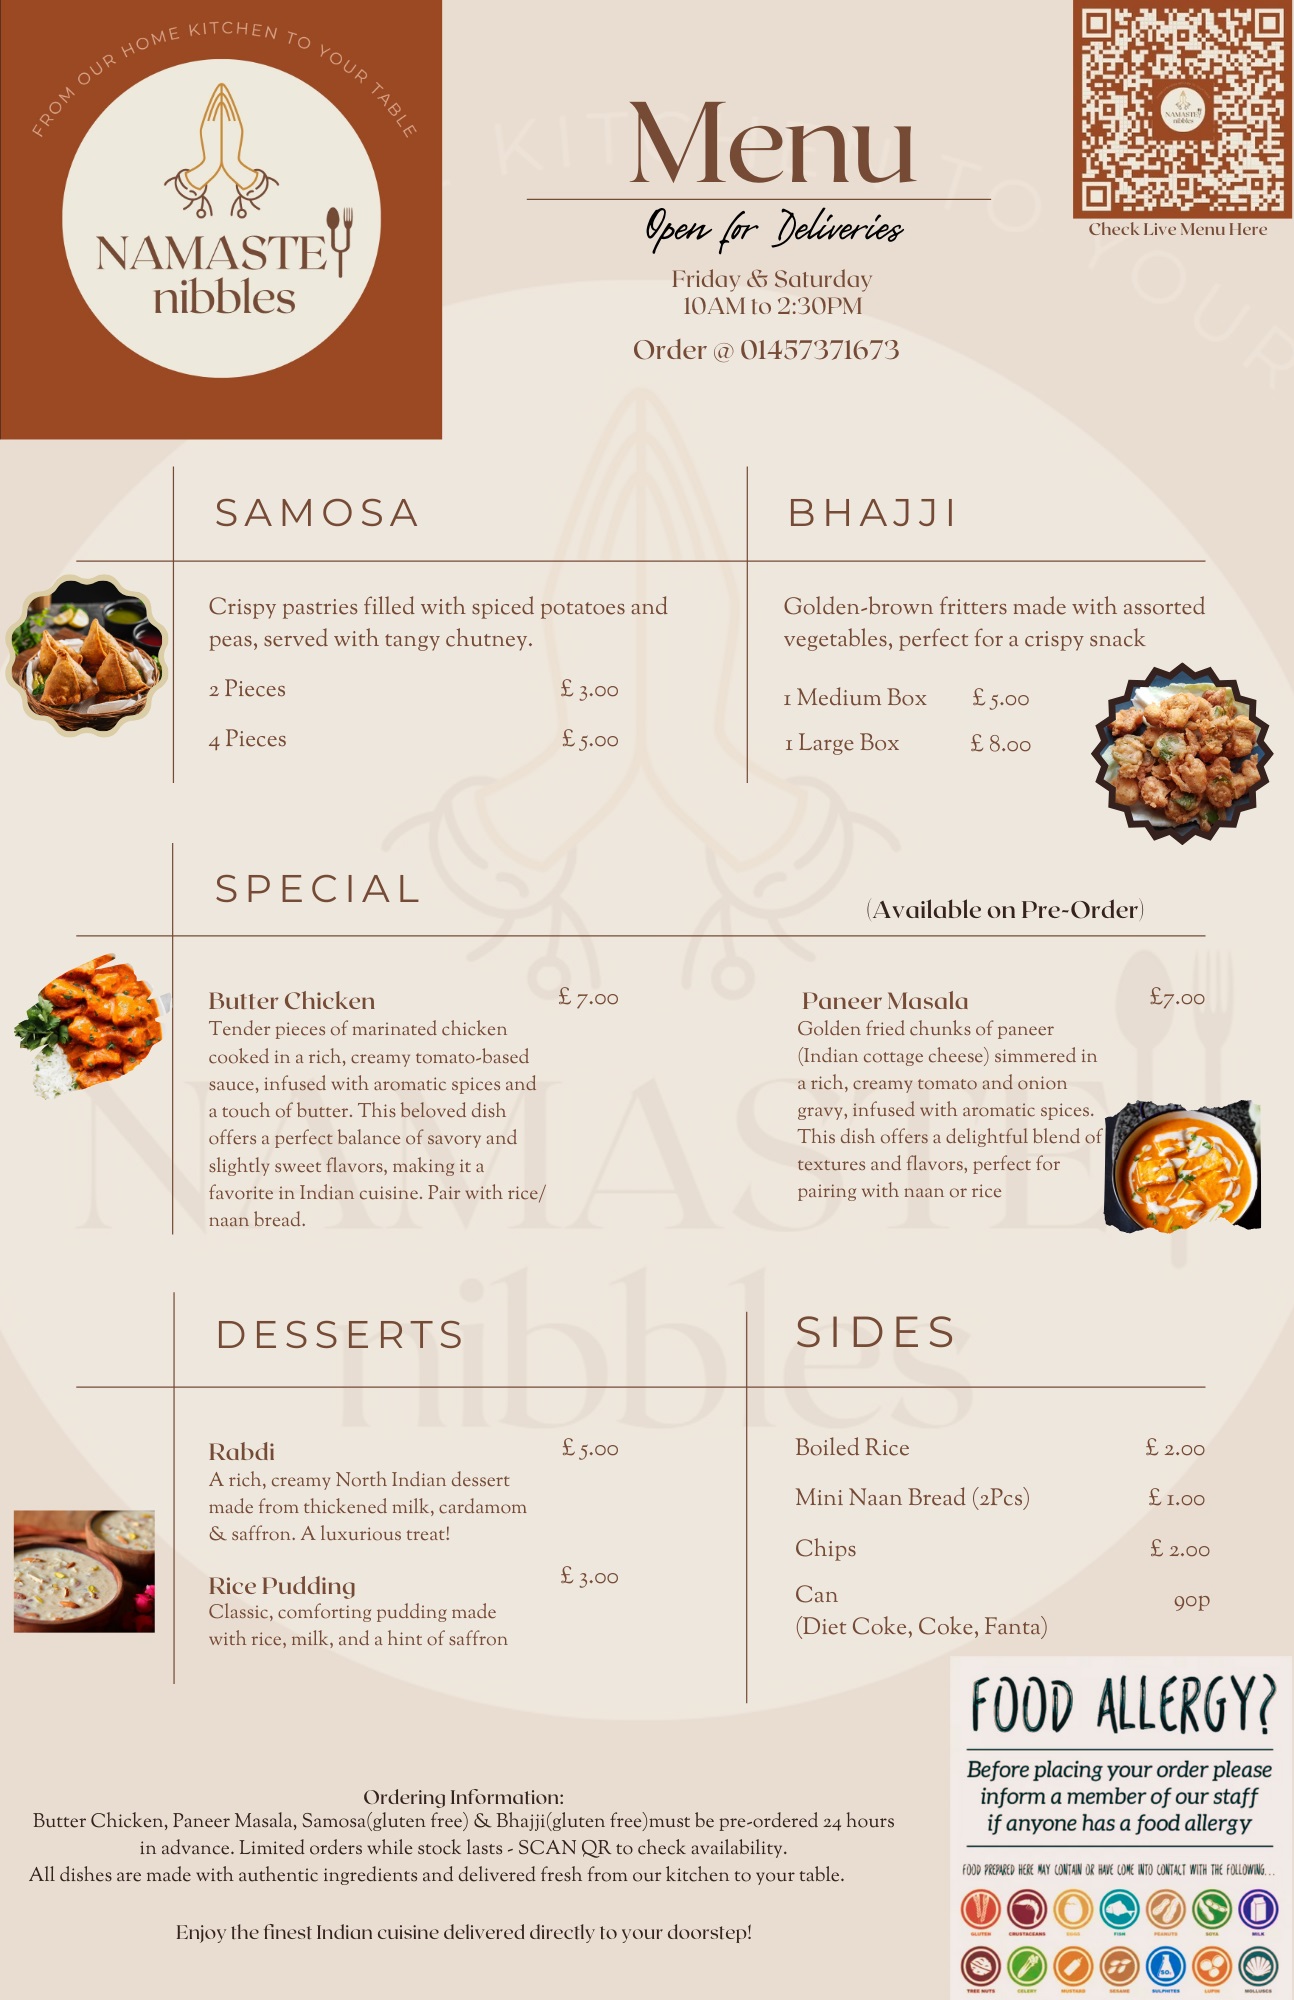 FROM OUR HOME KITCHEN TO YOUR TABLE
NAMASTE
nibbles
Menu
Open for Deliveries
Friday & Saturday
10AM to 2:30PM
Order @ 01457371673
NAMASTE
nibbles
Check Live Menu Here
SAMOSA
Crispy pastries filled with spiced potatoes and
peas, served with tangy chutney.
2 Pieces £ 3.00
4 Pieces £ 5.00
BHAJJI
Golden-brown fritters made with assorted
vegetables, perfect for a crispy snack
1 Medium Box £ 5.00
1 Large Box £ 8.00
SPECIAL
(Available on Pre-Order)
Butter Chicken £ 7.00
Tender pieces of marinated chicken
cooked in a rich, creamy tomato-based
sauce, infused with aromatic spices and
a touch of butter. This beloved dish
offers a perfect balance of savory and
slightly sweet flavors, making it a
favorite in Indian cuisine. Pair with rice/
naan bread.
Paneer Masala £7.00
Golden fried chunks of paneer
(Indian cottage cheese) simmered in
a rich, creamy tomato and onion
gravy, infused with aromatic spices.
This dish offers a delightful blend of
textures and flavors, perfect for
pairing with naan or rice
DESSERTS
Rabdi £ 5.00
A rich, creamy North Indian dessert
made from thickened milk, cardamom
& saffron. A luxurious treat!
Rice Pudding £ 3.00
Classic, comforting pudding made
with rice, milk, and a hint of saffron
SIDES
Boiled Rice £ 2.00
Mini Naan Bread (2Pcs) £ 1.00
Chips £ 2.00
Can 90p
(Diet Coke, Coke, Fanta)
KITCHEN TO YOUR
NAMASTE
nibbles
Ordering Information:
Butter Chicken, Paneer Masala, Samosa(gluten free) & Bhajji(gluten free)must be pre-ordered 24 hours
in advance. Limited orders while stock lasts - SCAN QR to check availability.
All dishes are made with authentic ingredients and delivered fresh from our kitchen to your table.
Enjoy the finest Indian cuisine delivered directly to your doorstep!
FOOD ALLERGY?
Before placing your order please
inform a member of our staff
if anyone has a food allergy
FOOD PREPARED HERE MAY CONTAIN OR HAVE COME INTO CONTACT WITH THE FOLLOWING...
GLUTEN CRUSTACEANS EGGS FISH PEANUTS SOYA MILK
TREE NUTS CELERY MUSTARD SESAME SULPHITES LUPIN MOLLUSCS